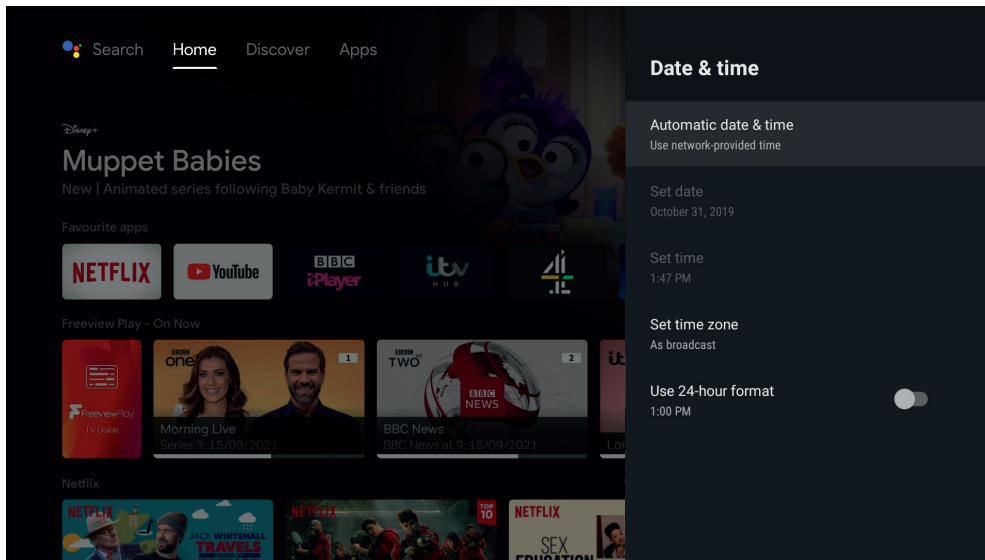 Search Home Discover Apps
Disney+
Muppet Babies
New | Animated series following Baby Kermit & friends
Favourite apps
NETFLIX
YouTube
BBC
iPlayer
itv
HUB
4
Freeview Play - On Now
FreeviewPlay
TV Guide
BBC
one HD
1
Morning Live
Series 3: 15/09/2021
BBC
TWO HD
2
BBC
NEWS
BBC News
BBC News at 9: 15/09/2021
it
Lor
Netflix
NETFLIX
JACK WHITEHALL
TRAVELS
NETFLIX
TOP
10
NETFLIX
SEX
EDUCATION
Date & time
Automatic date & time
Use network-provided time
Set date
October 31, 2019
Set time
1:47 PM
Set time zone
As broadcast
Use 24-hour format
1:00 PM